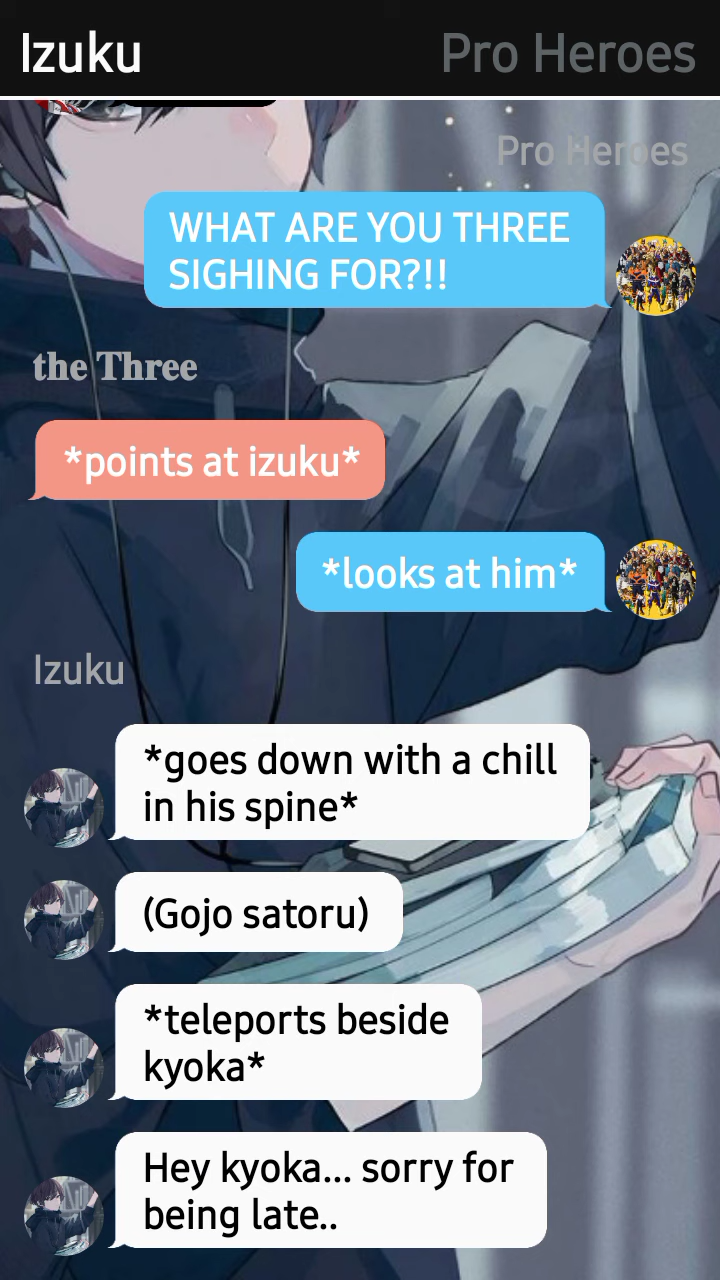 Izuku
Pro Heroes
Pro Heroes
WHAT ARE YOU THREE
SIGHING FOR?!!
the Three
*points at izuku*
*looks at him*
Izuku
*goes down with a chill
in his spine*
(Gojo satoru)
*teleports beside
kyoka*
Hey kyoka... sorry for
being late..